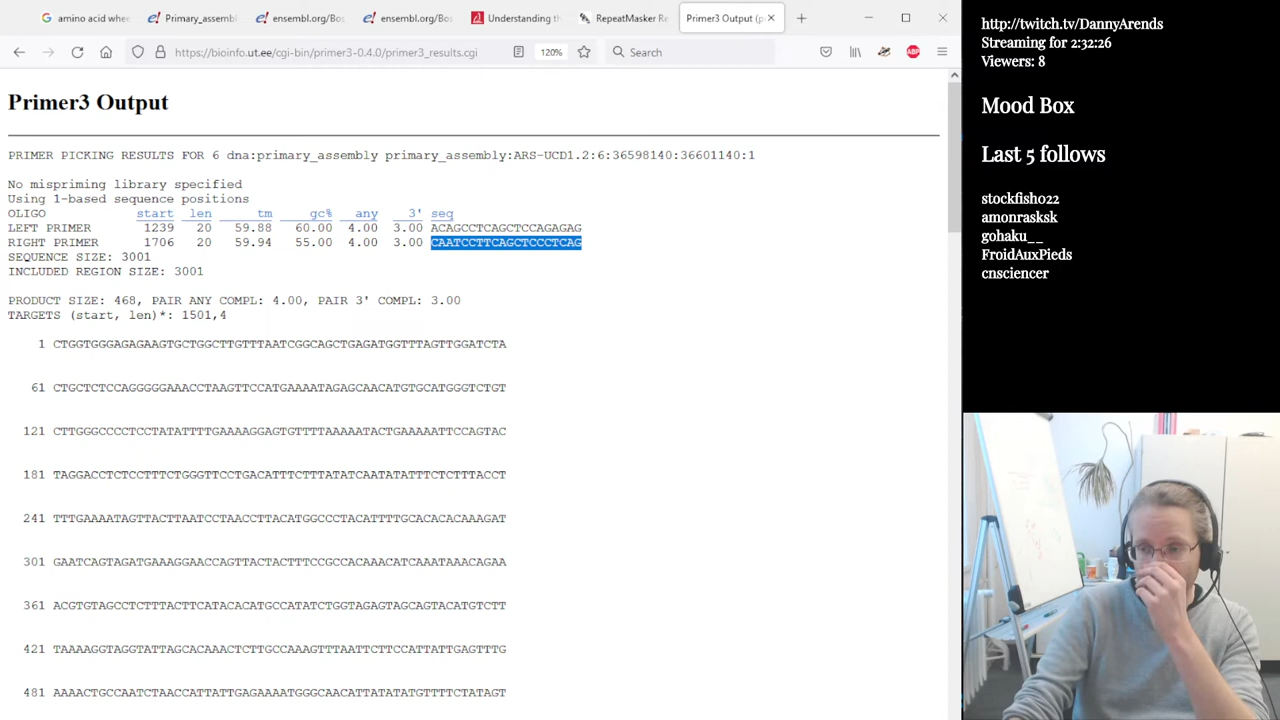 amino acid whe
Primary_assembl
ensembl.org/Bos
ensembl.org/Bos
Understanding th
RepeatMasker Re
Primer3 Output (p
https://bioinfo.ut.ee/cgi-bin/primer3-0.4.0/primer3_results.cgi
120%
Search
ABP
Primer3 Output
PRIMER PICKING RESULTS FOR 6 dna:primary_assembly primary_assembly:ARS-UCD1.2:6:36598140:36601140:1
No mispriming library specified
Using 1-based sequence positions
OLIGO start len tm gc% any 3' seq
LEFT PRIMER 1239 20 59.88 60.00 4.00 3.00 ACAGCCTCAGCTCCAGAGAG
RIGHT PRIMER 1706 20 59.94 55.00 4.00 3.00 CAATCCTTCAGCTCCCTCAG
SEQUENCE SIZE: 3001
INCLUDED REGION SIZE: 3001
PRODUCT SIZE: 468, PAIR ANY COMPL: 4.00, PAIR 3' COMPL: 3.00
TARGETS (start, len)*: 1501,4
1 CTGGTGGGAGAGAAGTGCTGGCTTGTTTAATCGGCAGCTGAGATGGTTTAGTTGGATCTA
61 CTGCTCTCCAGGGGGAAACCTAAGTTCCATGAAAATAGAGCAACATGTGCATGGGTCTGT
121 CTTGGGCCCCTCCTATATTTTGAAAAGGAGTGTTTTAAAAATACTGAAAAATTCCAGTAC
181 TAGGACCTCTCCTTTCTGGGTTCCTGACATTTCTTTATATCAATATATTTCTCTTTACCT
241 TTTGAAAATAGTTACTTAATCCTAACCTTACATGGCCCTACATTTTGCACACACAAAGAT
301 GAATCAGTAGATGAAAGGAACCAGTTACTACTTTCCGCCACAAACATCAAATAAACAGAA
361 ACGTGTAGCCTCTTTACTTCATACACATGCCATATCTGGTAGAGTAGCAGTACATGTCTT
421 TAAAAGGTAGGTATTAGCACAAACTCTTGCCAAAGTTTAATTCTTCCATTATTGAGTTTG
481 AAAACTGCCAATCTAACCATTATTGAGAAAATGGGCAACATTATATATGTTTTCTATAGT
http://twitch.tv/DannyArends
Streaming for 2:32:26
Viewers: 8
Mood Box
Last 5 follows
stockfish022
amonrasksk
gohaku__
FroidAuxPieds
cnsciencer